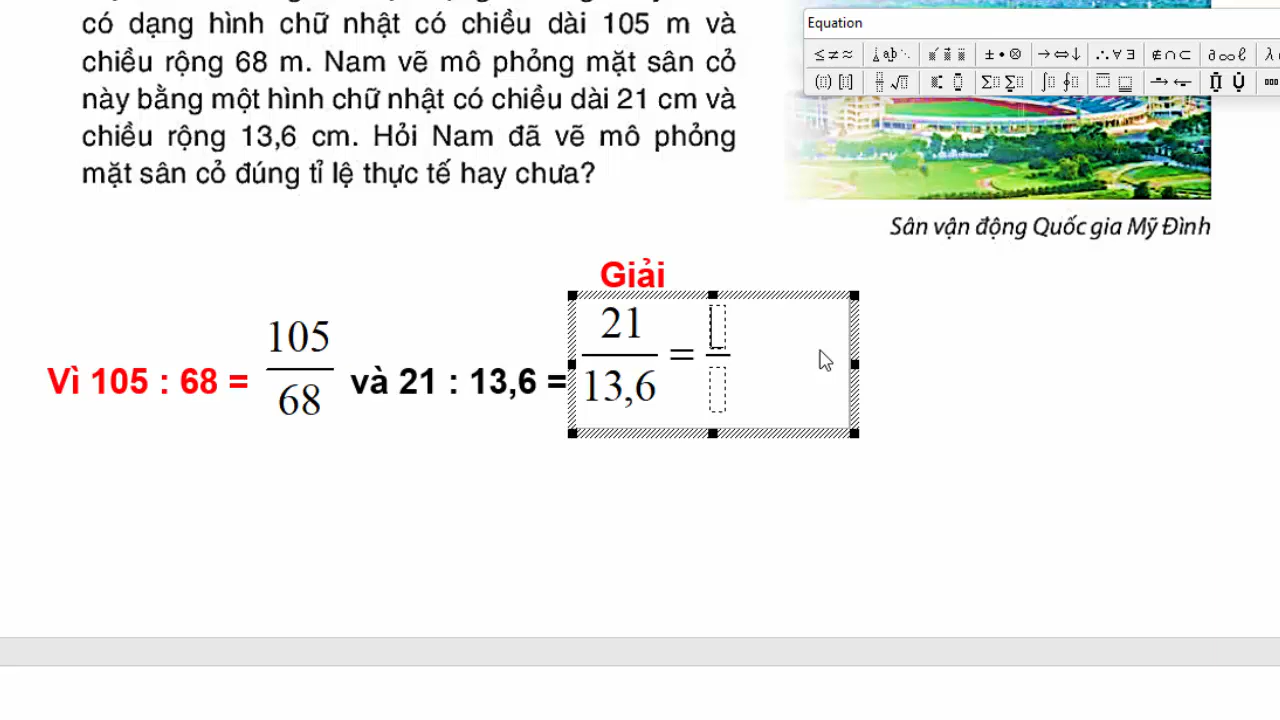 có dạng hình chữ nhật có chiều dài 105 m và
chiều rộng 68 m. Nam vẽ mô phỏng mặt sân cỏ
này bằng một hình chữ nhật có chiều dài 21 cm và
chiều rộng 13,6 cm. Hỏi Nam đã vẽ mô phỏng
mặt sân cỏ đúng tỉ lệ thực tế hay chưa?
Equation
Sân vận động Quốc gia Mỹ Đình
Giải
Vì 105 : 68 = 105/68 và 21 : 13,6 = 21/13,6 =